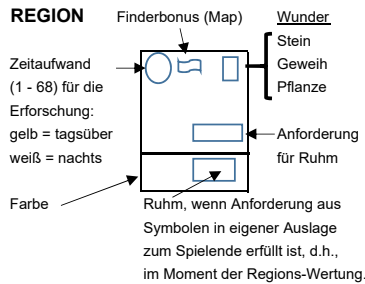 REGION
Finderbonus (Map)
Wunder
Stein
Geweih
Pflanze
Zeitaufwand
(1 - 68) für die
Erforschung:
gelb = tagsüber
weiß = nachts
Anforderung
für Ruhm
Farbe
Ruhm, wenn Anforderung aus
Symbolen in eigener Auslage
zum Spielende erfüllt ist, d.h.,
im Moment der Regions-Wertung.